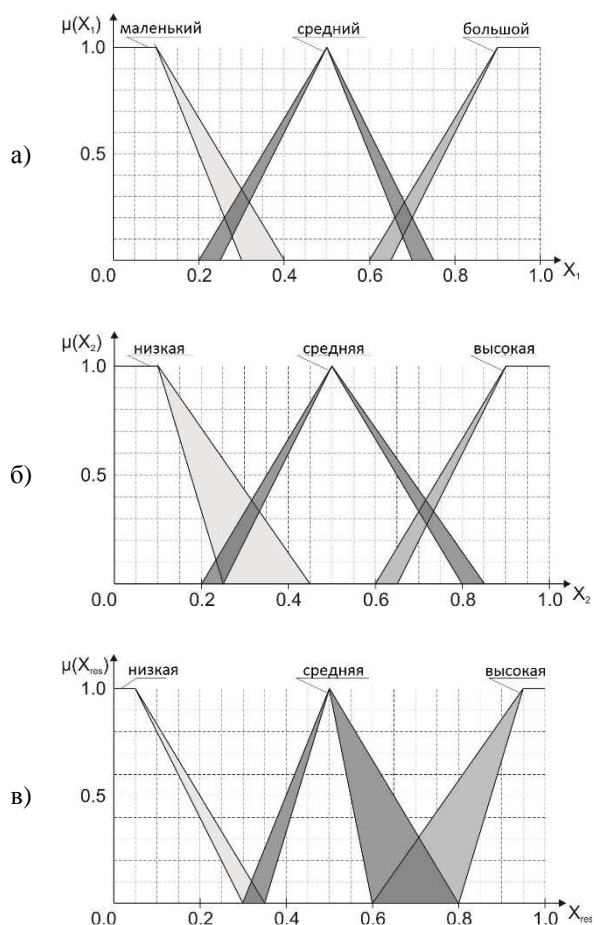 μ(X₁) маленький средний большой
1.0
а) 0.5
0.0 0.2 0.4 0.6 0.8 1.0 X₁
μ(X₂) низкая средняя высокая
1.0
б) 0.5
0.0 0.2 0.4 0.6 0.8 1.0 X₂
μ(Xres) низкая средняя высокая
1.0
в) 0.5
0.0 0.2 0.4 0.6 0.8 1.0 Xres